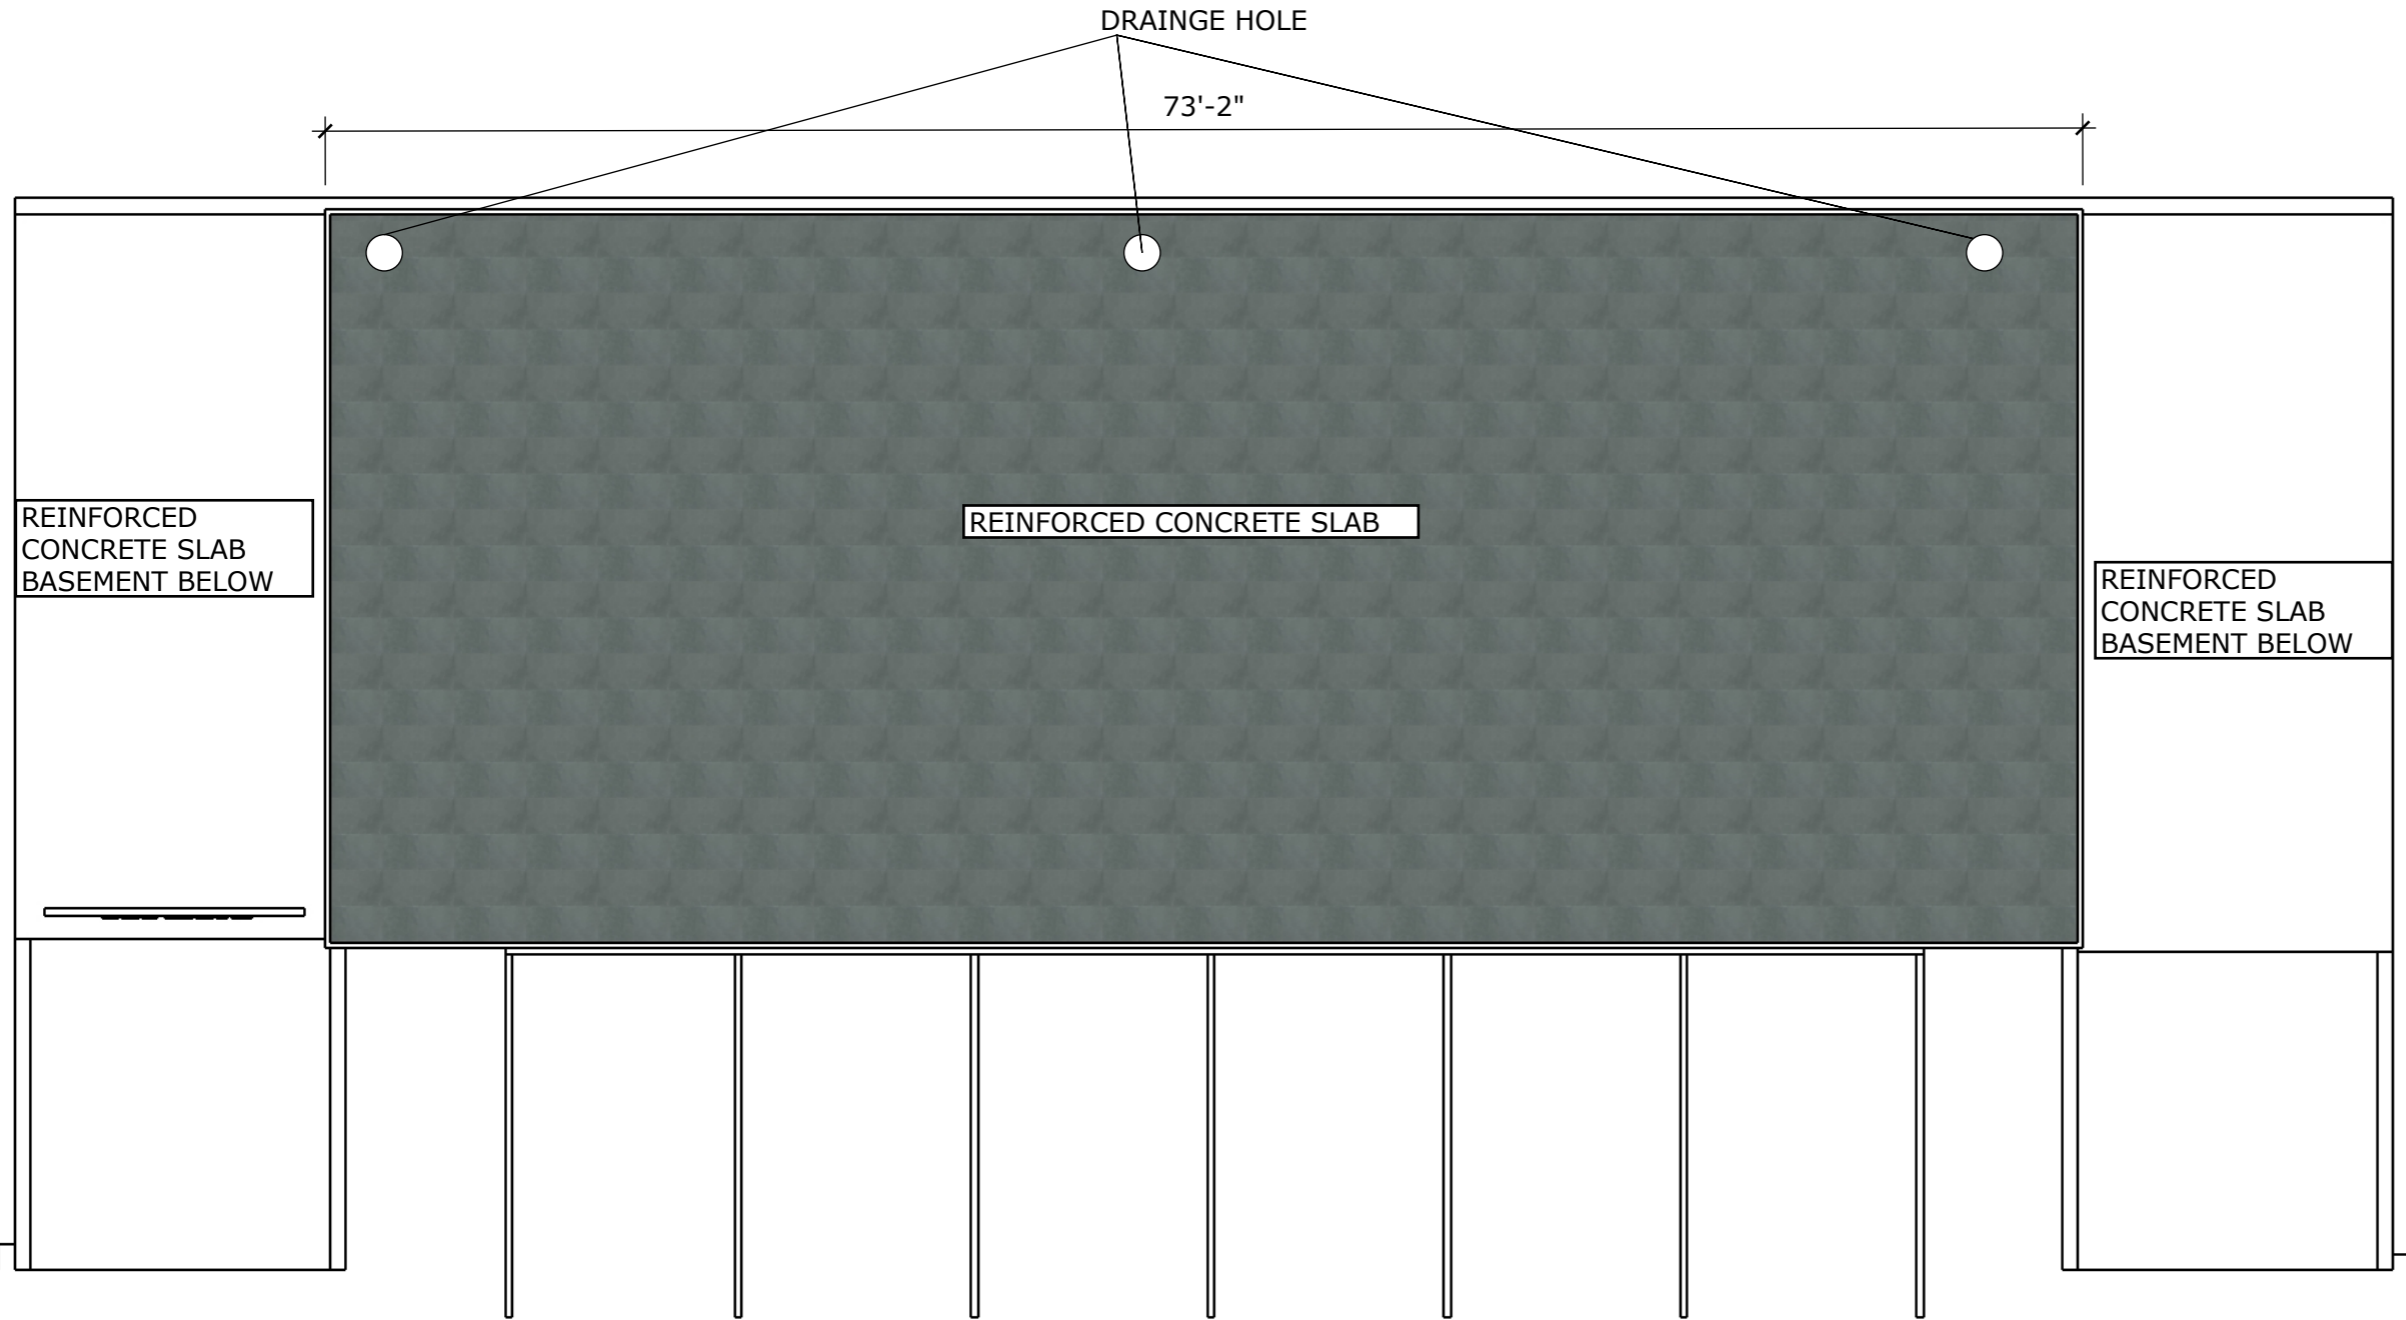 DRAINGE HOLE
73'-2"
REINFORCED
CONCRETE SLAB
BASEMENT BELOW
REINFORCED CONCRETE SLAB
REINFORCED
CONCRETE SLAB
BASEMENT BELOW